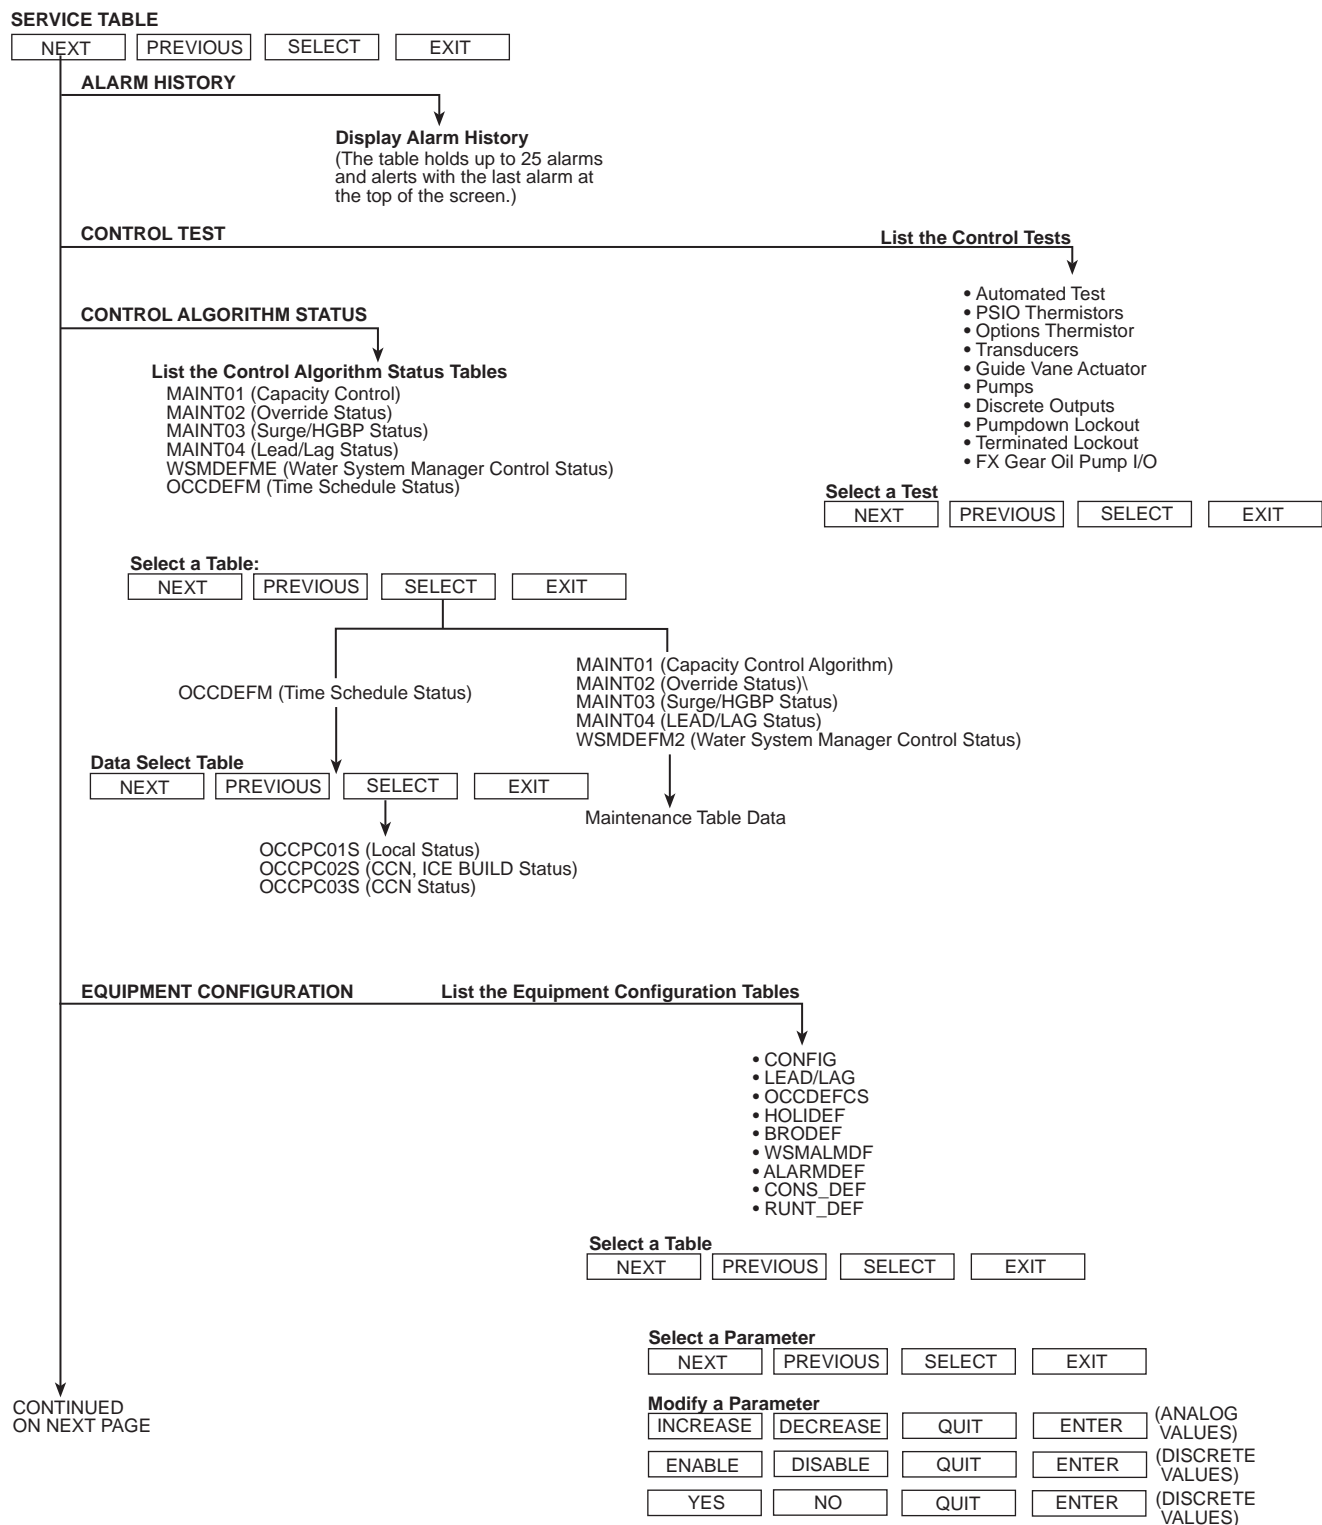 SERVICE TABLE
NEXT PREVIOUS SELECT EXIT
ALARM HISTORY
Display Alarm History
(The table holds up to 25 alarms
and alerts with the last alarm at
the top of the screen.)
CONTROL TEST
List the Control Tests
• Automated Test
• PSIO Thermistors
• Options Thermistor
• Transducers
• Guide Vane Actuator
• Pumps
• Discrete Outputs
• Pumpdown Lockout
• Terminated Lockout
• FX Gear Oil Pump I/O
Select a Test
NEXT PREVIOUS SELECT EXIT
CONTROL ALGORITHM STATUS
List the Control Algorithm Status Tables
MAINT01 (Capacity Control)
MAINT02 (Override Status)
MAINT03 (Surge/HGBP Status)
MAINT04 (Lead/Lag Status)
WSMDEFME (Water System Manager Control Status)
OCCDEFM (Time Schedule Status)
Select a Table:
NEXT PREVIOUS SELECT EXIT
OCCDEFM (Time Schedule Status)
MAINT01 (Capacity Control Algorithm)
MAINT02 (Override Status)\
MAINT03 (Surge/HGBP Status)
MAINT04 (LEAD/LAG Status)
WSMDEFM2 (Water System Manager Control Status)
Data Select Table
NEXT PREVIOUS SELECT EXIT
Maintenance Table Data
OCCPC01S (Local Status)
OCCPC02S (CCN, ICE BUILD Status)
OCCPC03S (CCN Status)
EQUIPMENT CONFIGURATION
List the Equipment Configuration Tables
• CONFIG
• LEAD/LAG
• OCCDEFCS
• HOLIDEF
• BRODEF
• WSMALMDF
• ALARMDEF
• CONS_DEF
• RUNT_DEF
Select a Table
NEXT PREVIOUS SELECT EXIT
Select a Parameter
NEXT PREVIOUS SELECT EXIT
CONTINUED
ON NEXT PAGE
Modify a Parameter
INCREASE DECREASE QUIT ENTER (ANALOG
VALUES)
ENABLE DISABLE QUIT ENTER (DISCRETE
VALUES)
YES NO QUIT ENTER (DISCRETE
VALUES)